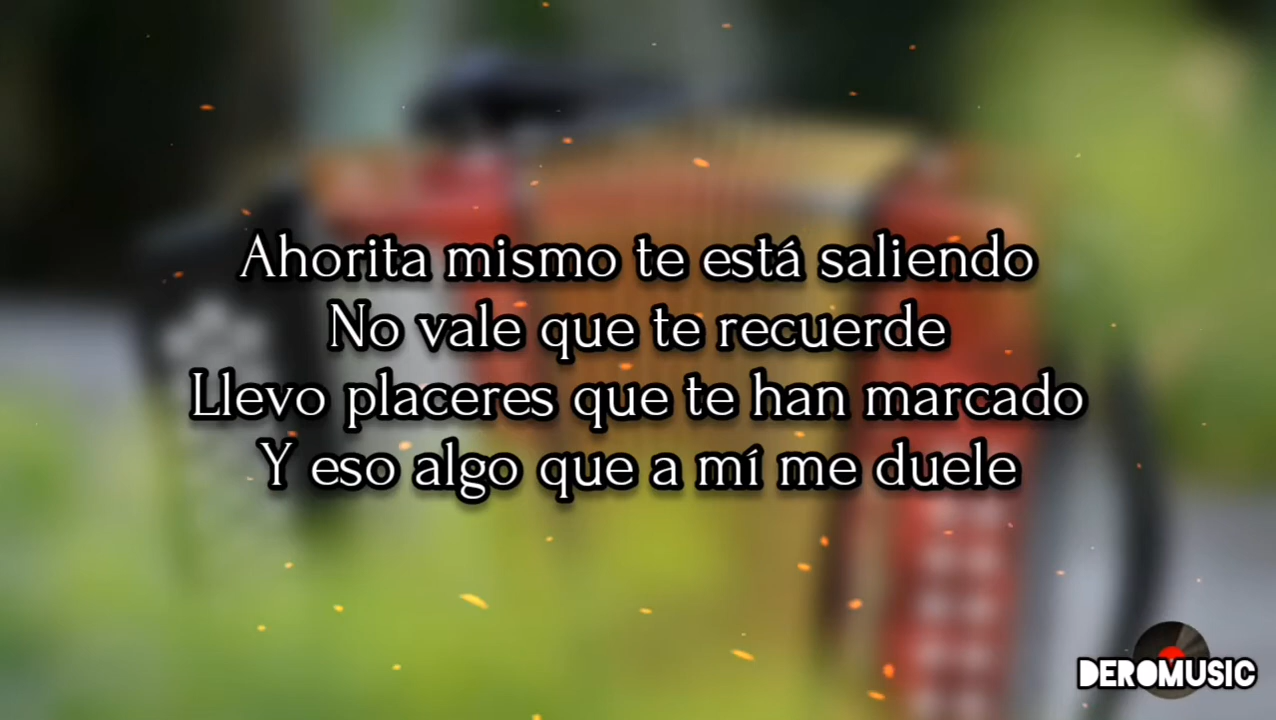 Ahorita mismo te está saliendo
No vale que te recuerde
Llevo placeres que te han marcado
Y eso algo que a mí me duele
DEROMUSIC